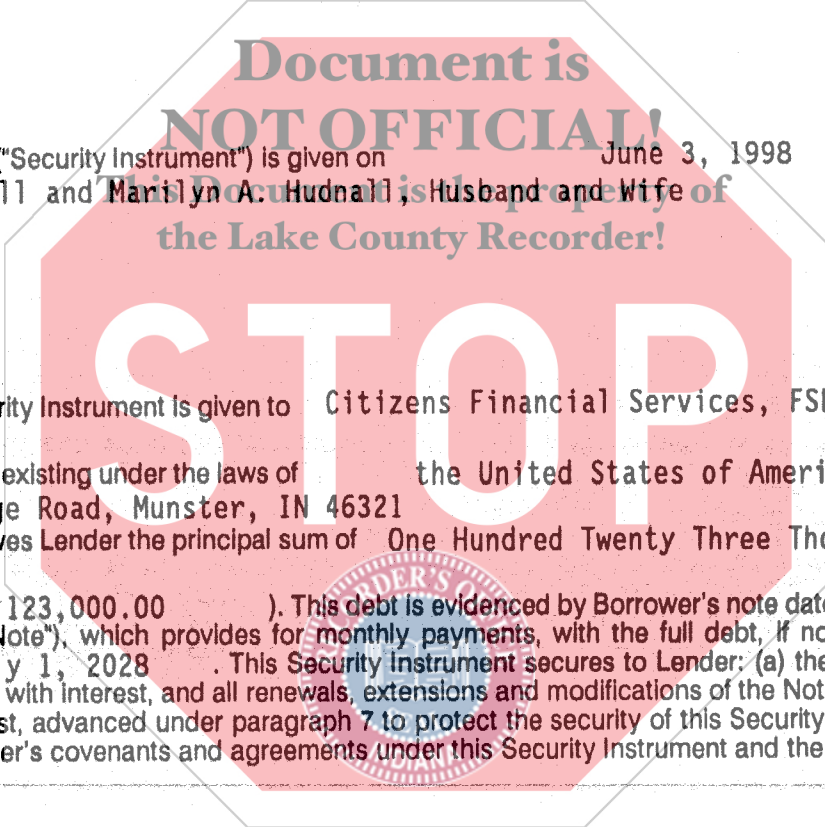 Document is
NOT OFFICIAL!
"Security Instrument") is given on June 3, 1998
ll and Marilyn A. Hudnall, Husband and Wife
This Document is the property of
the Lake County Recorder!
STOP
rity Instrument is given to Citizens Financial Services, FSB
existing under the laws of the United States of Ameri
ge Road, Munster, IN 46321
ves Lender the principal sum of One Hundred Twenty Three Tho
123,000.00 ). This debt is evidenced by Borrower's note date
Note"), which provides for monthly payments, with the full debt, if no
y 1, 2028 . This Security Instrument secures to Lender: (a) the
with interest, and all renewals, extensions and modifications of the Not
st, advanced under paragraph 7 to protect the security of this Security
er's covenants and agreements under this Security Instrument and the
RECORDER'S OFFICE
INDIANA